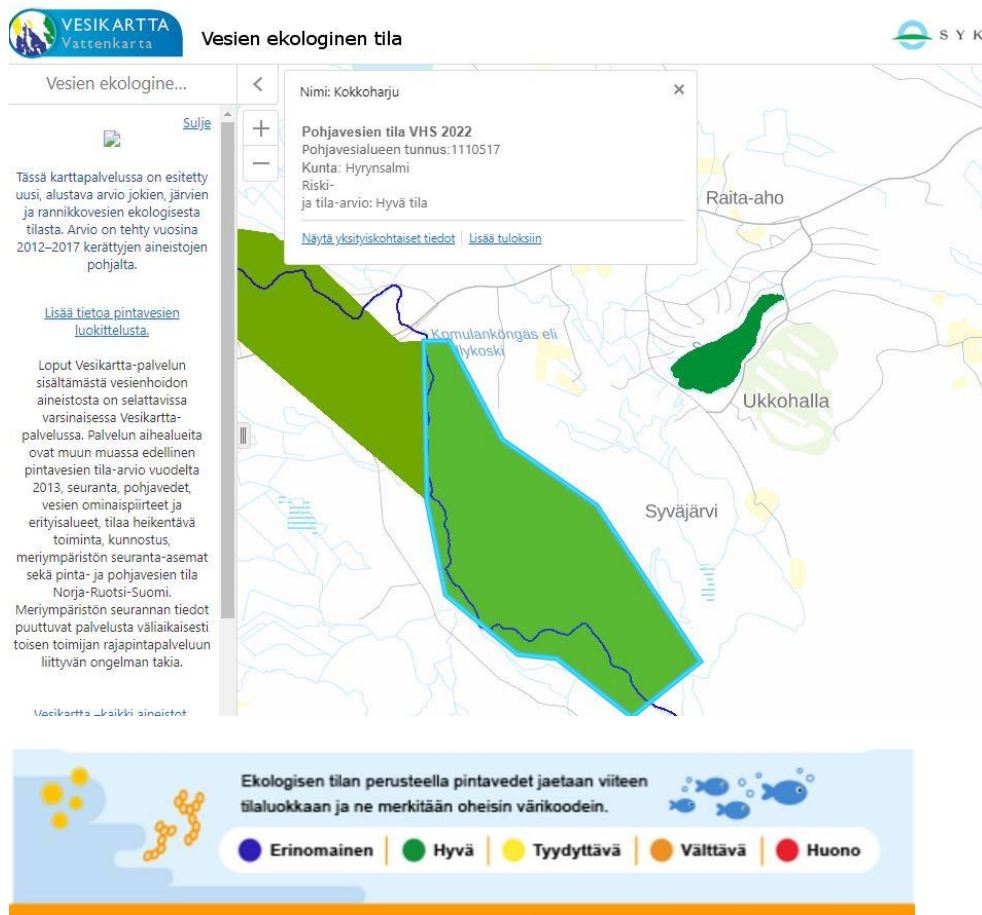 VESIKARTTA
Vattenkarta
Vesien ekologinen tila
SYK
Vesien ekologine...
Sulje
Tässä karttapalvelussa on esitetty
uusi, alustava arvio jokien, järvien
ja rannikkovesien ekologisesta
tilasta. Arvio on tehty vuosina
2012–2017 kerättyjen aineistojen
pohjalta.
Lisää tietoa pintavesien
luokittelusta.
Loput Vesikartta-palvelun
sisältämästä vesienhoidon
aineistosta on selattavissa
varsinaisessa Vesikartta-
palvelussa. Palvelun aihealueita
ovat muun muassa edellinen
pintavesien tila-arvio vuodelta
2013, seuranta, pohjavedet,
vesien ominaispiirteet ja
erityisalueet, tilaa heikentävä
toiminta, kunnostus,
meriympäristön seuranta-asemat
sekä pinta- ja pohjavesien tila
Norja-Ruotsi-Suomi.
Meriympäristön seurannan tiedot
puuttuvat palvelusta väliaikaisesti
toisen toimijan rajapintapalveluun
liittyvän ongelman takia.
Vesikartta –kaikki aineistot
Nimi: Kokkoharju
Pohjavesien tila VHS 2022
Pohjavesialueen tunnus:1110517
Kunta: Hyrynsalmi
Riski-
ja tila-arvio: Hyvä tila
Näytä yksityiskohtaiset tiedot
Lisää tuloksiin
Raita-aho
Komulanköngäs eli
llykoski
Ukkohalla
Syväjärvi
Ekologisen tilan perusteella pintavedet jaetaan viiteen
tilaluokkaan ja ne merkitään oheisin värikoodein.
Erinomainen
Hyvä
Tyydyttävä
Välttävä
Huono